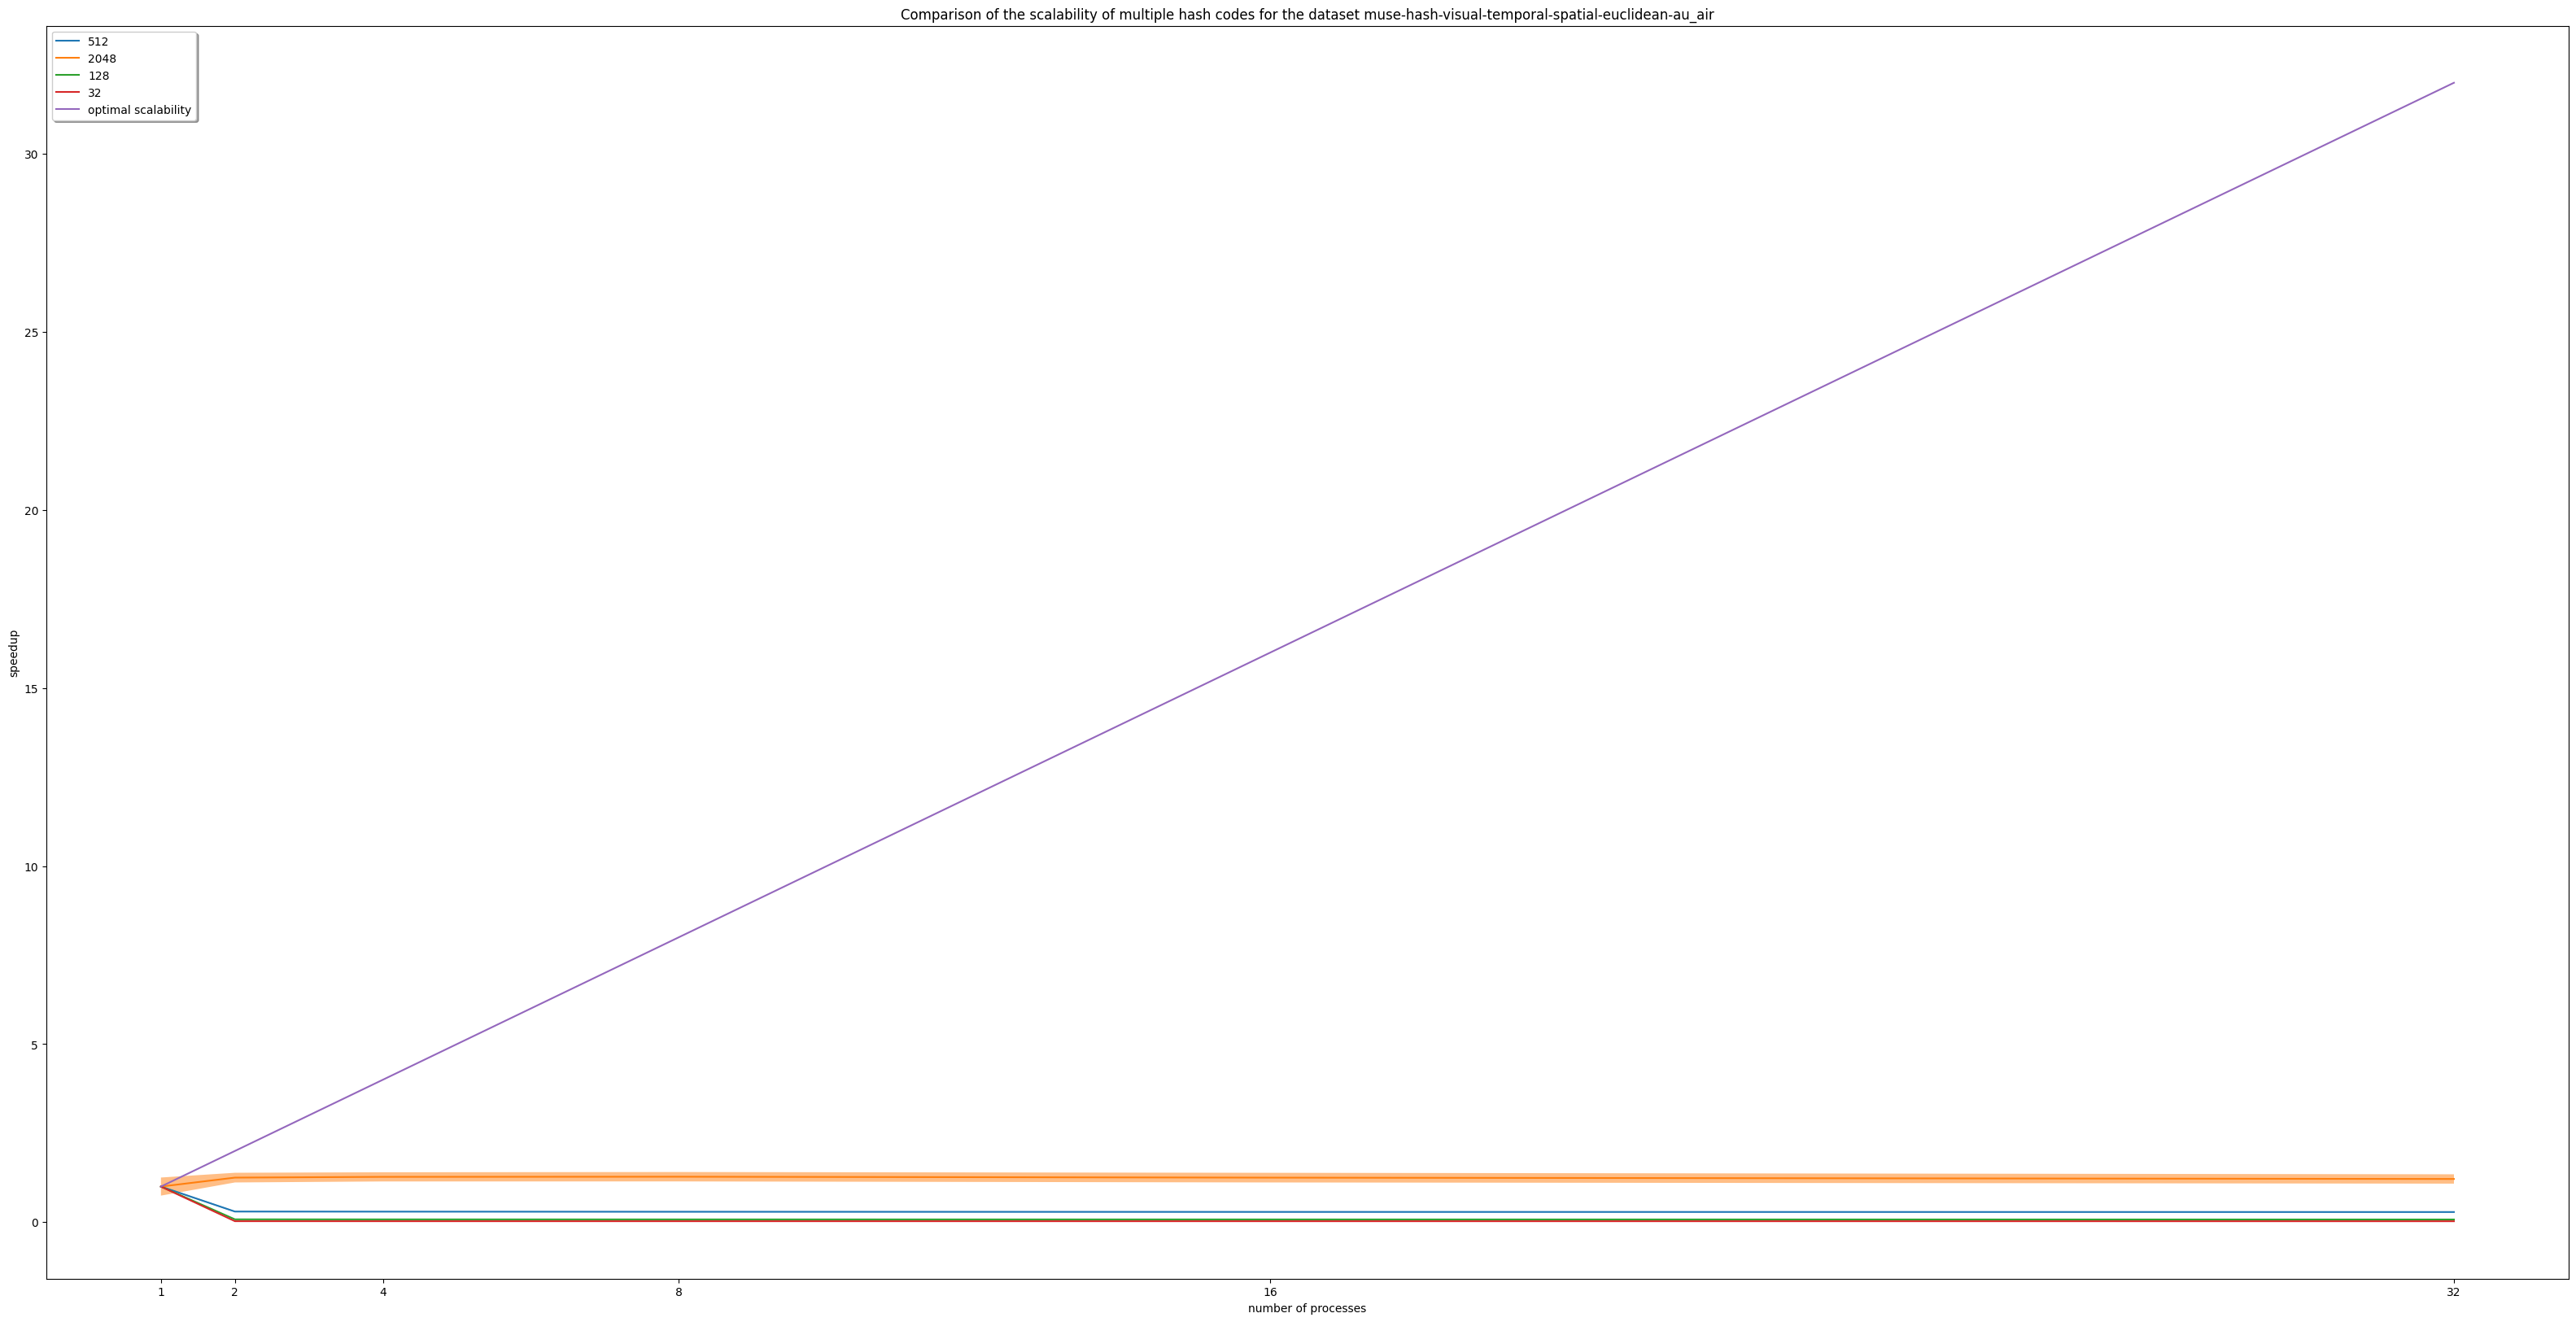 Comparison of the scalability of multiple hash codes for the dataset muse-hash-visual-temporal-spatial-euclidean-au_air
512
2048
128
32
optimal scalability
30
25
20
15
10
5
0
speedup
1 2 4 8 16 32
number of processes